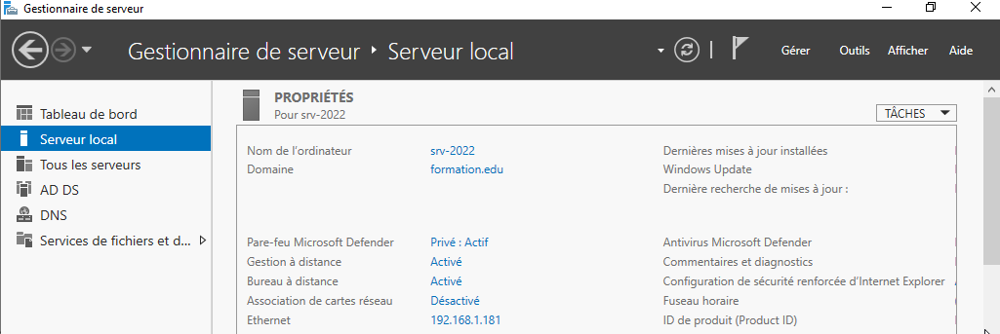 Gestionnaire de serveur
Gestionnaire de serveur ‣ Serveur local
Gérer Outils Afficher Aide
Tableau de bord
Serveur local
Tous les serveurs
AD DS
DNS
Services de fichiers et d...
PROPRIÉTÉS
Pour srv-2022
TÂCHES
Nom de l'ordinateur srv-2022 Dernières mises à jour installées
Domaine formation.edu Windows Update
Dernière recherche de mises à jour :
Pare-feu Microsoft Defender Privé : Actif Antivirus Microsoft Defender
Gestion à distance Activé Commentaires et diagnostics
Bureau à distance Activé Configuration de sécurité renforcée d'Internet Explorer
Association de cartes réseau Désactivé Fuseau horaire
Ethernet 192.168.1.181 ID de produit (Product ID)